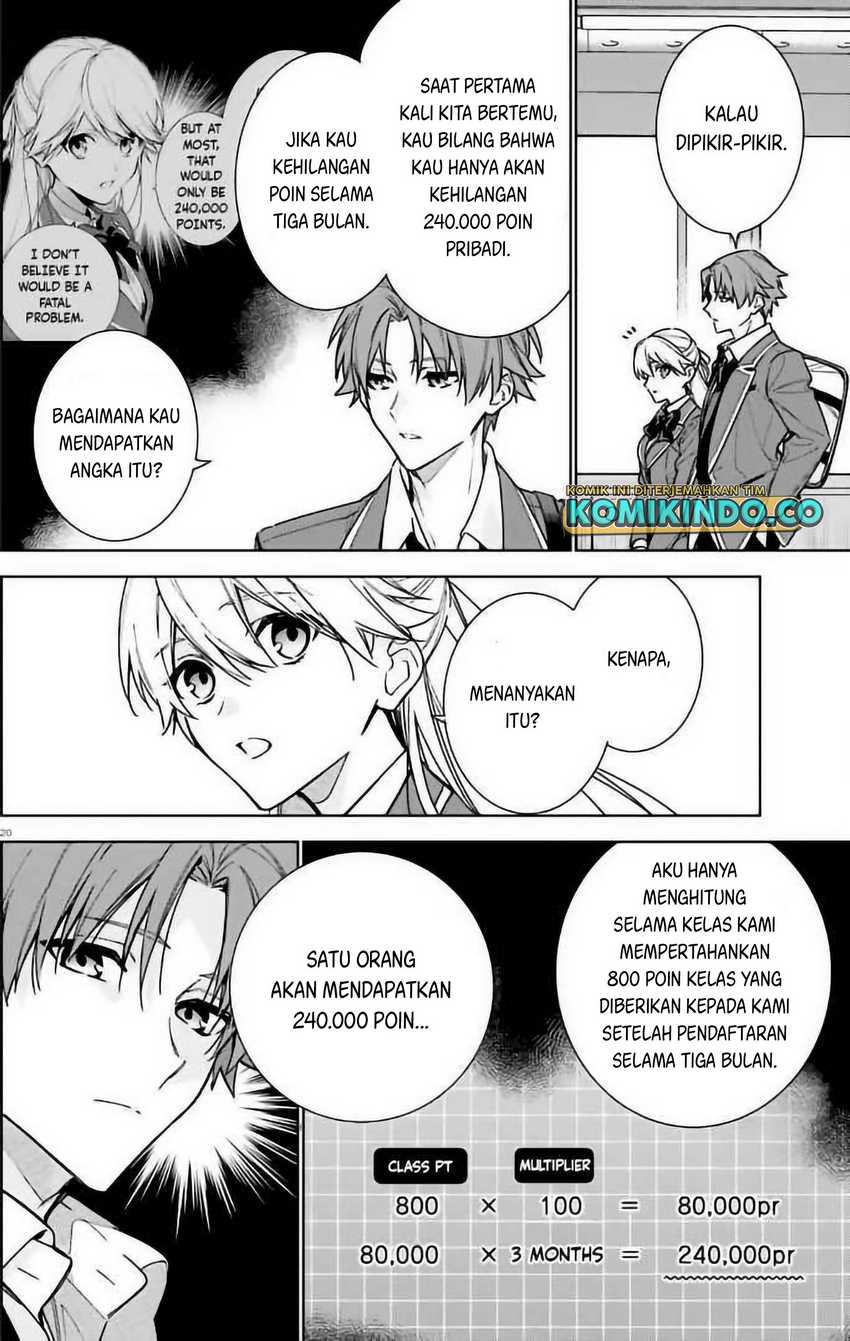 KALAU
DIPIKIR-PIKIR.
SAAT PERTAMA
KALI KITA BERTEMU,
KAU BILANG BAHWA
KAU HANYA AKAN
KEHILANGAN
240.000 POIN
PRIBADI.
JIKA KAU
KEHILANGAN
POIN SELAMA
TIGA BULAN.
BUT AT
MOST,
THAT
WOULD
ONLY BE
240,000
POINTS.
I DON'T
BELIEVE IT
WOULD BE A
FATAL
PROBLEM.
BAGAIMANA KAU
MENDAPATKAN
ANGKA ITU?
KOMIK INI DITERJEMAHKAN TIM
KOMIKINDO.CO
KENAPA,
MENANYAKAN
ITU?
20
AKU HANYA
MENGHITUNG
SELAMA KELAS KAMI
MEMPERTAHANKAN
800 POIN KELAS YANG
DIBERIKAN KEPADA KAMI
SETELAH PENDAFTARAN
SELAMA TIGA BULAN.
SATU ORANG
AKAN MENDAPATKAN
240.000 POIN...
CLASS PT MULTIPLIER
800 × 100 = 80,000pr
80,000 × 3 MONTHS = 240,000pr